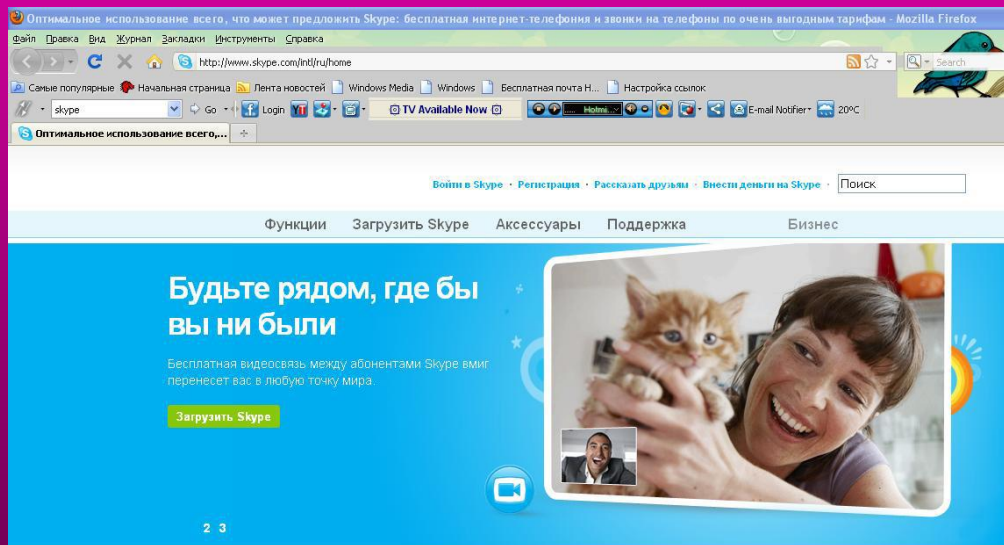 Оптимальное использование всего, что может предложить Skype: бесплатная интернет-телефония и звонки на телефоны по очень выгодным тарифам - Mozilla Firefox
Файл Правка Вид Журнал Закладки Инструменты Справка
http://www.skype.com/intl/ru/home Search
Самые популярные Начальная страница Лента новостей Windows Media Windows Бесплатная почта H... Настройка ссылок
skype Go Login TV Available Now Hotmi... E-mail Notifier 20°C
Оптимальное использование всего,...
Войти в Skype · Регистрация · Рассказать друзьям · Внести деньги на Skype · Поиск
Функции Загрузить Skype Аксессуары Поддержка Бизнес
Будьте рядом, где бы
вы ни были
Бесплатная видеосвязь между абонентами Skype вмиг
перенесет вас в любую точку мира.
Загрузить Skype
2 3